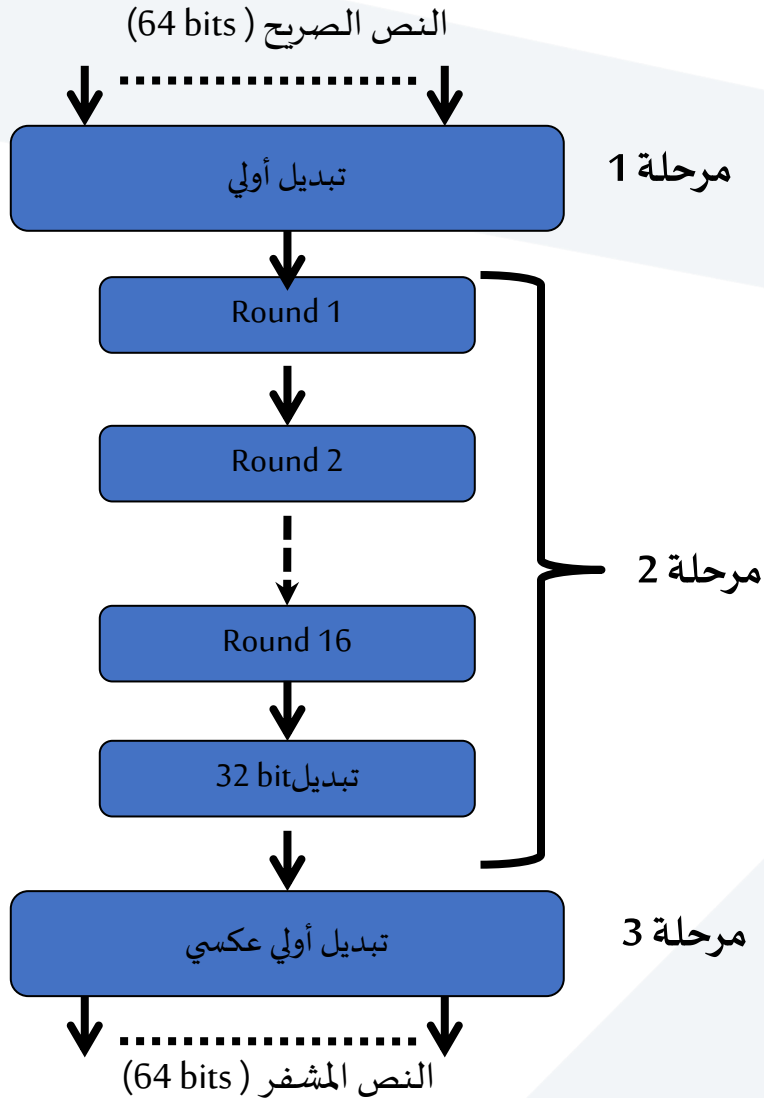 النص الصريح ( 64 bits)
تبديل أولي
مرحلة 1
Round 1
Round 2
مرحلة 2
Round 16
تبديل32 bit
تبديل أولي عكسي
مرحلة 3
النص المشفر ( 64 bits)